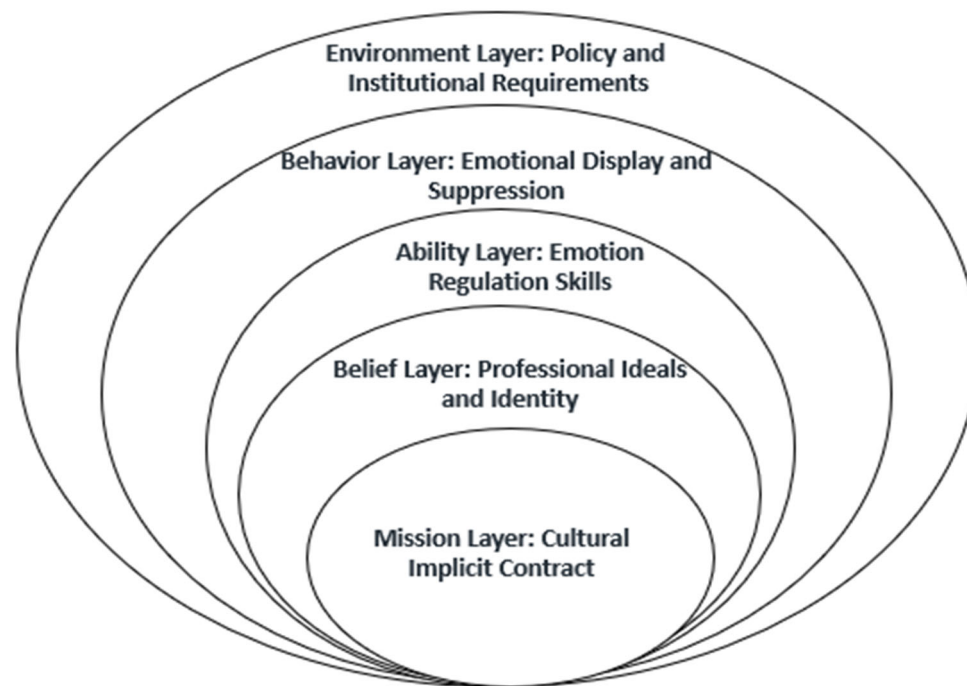 Environment Layer: Policy and
Institutional Requirements
Behavior Layer: Emotional Display and
Suppression
Ability Layer: Emotion
Regulation Skills
Belief Layer: Professional Ideals
and Identity
Mission Layer: Cultural
Implicit Contract